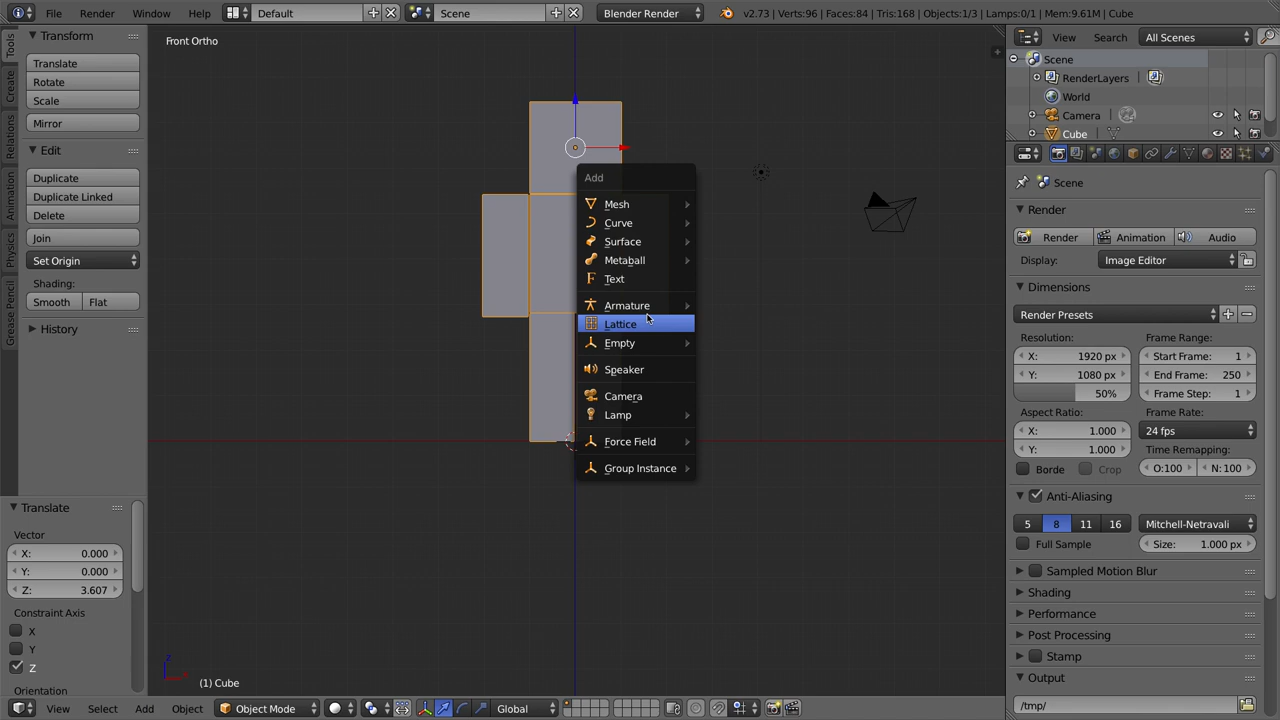 File Render Window Help Default Scene Blender Render v2.73 | Verts:96 | Faces:84 | Tris:168 | Objects:1/3 | Lamps:0/1 | Mem:9.61M | Cube
Tools
Create
Relations
Animation
Physics
Grease Pencil
Transform
Translate
Rotate
Scale
Mirror
Edit
Duplicate
Duplicate Linked
Delete
Join
Set Origin
Shading:
Smooth Flat
History
Translate
Vector
X: 0.000
Y: 0.000
Z: 3.607
Constraint Axis
X
Y
Z
Orientation
Front Ortho
Add
Mesh
Curve
Surface
Metaball
Text
Armature
Lattice
Empty
Speaker
Camera
Lamp
Force Field
Group Instance
z
(1) Cube
View Select Add Object Object Mode Global
View Search All Scenes
Scene
RenderLayers
World
Camera
Cube
Scene
Render
Render Animation Audio
Display: Image Editor
Dimensions
Render Presets
Resolution: Frame Range:
X: 1920 px Start Frame: 1
Y: 1080 px End Frame: 250
50% Frame Step: 1
Aspect Ratio: Frame Rate:
X: 1.000 24 fps
Y: 1.000 Time Remapping:
Borde Crop O:100 N:100
Anti-Aliasing
5 8 11 16 Mitchell-Netravali
Full Sample Size: 1.000 px
Sampled Motion Blur
Shading
Performance
Post Processing
Stamp
Output
/tmp/